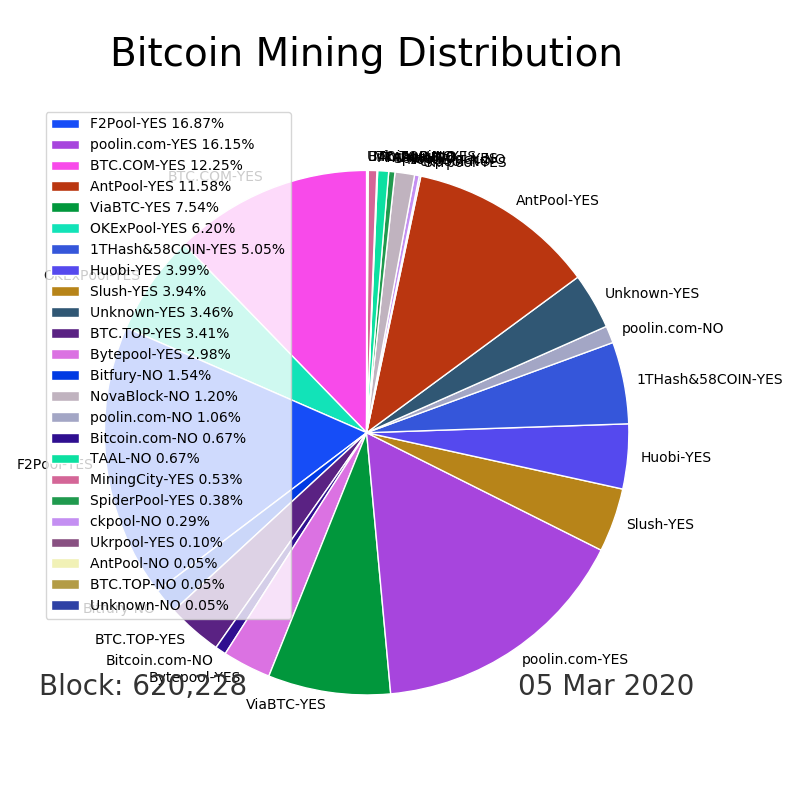 Bitcoin Mining Distribution
F2Pool-YES 16.87%
poolin.com-YES 16.15%
BTC.COM-YES 12.25%
AntPool-YES 11.58%
ViaBTC-YES 7.54%
OKExPool-YES 6.20%
1THash&58COIN-YES 5.05%
Huobi-YES 3.99%
Slush-YES 3.94%
Unknown-YES 3.46%
BTC.TOP-YES 3.41%
Bytepool-YES 2.98%
Bitfury-NO 1.54%
NovaBlock-NO 1.20%
poolin.com-NO 1.06%
Bitcoin.com-NO 0.67%
TAAL-NO 0.67%
MiningCity-YES 0.53%
SpiderPool-YES 0.38%
ckpool-NO 0.29%
Ukrpool-YES 0.10%
AntPool-NO 0.05%
BTC.TOP-NO 0.05%
Unknown-NO 0.05%
BTC.COM-YES
OKExPool-YES
F2Pool-YES
Bitfury-NO
BTC.TOP-YES
Bitcoin.com-NO
Bytepool-YES
ViaBTC-YES
AntPool-YES
Unknown-YES
poolin.com-NO
1THash&58COIN-YES
Huobi-YES
Slush-YES
poolin.com-YES
Block: 620,228
05 Mar 2020